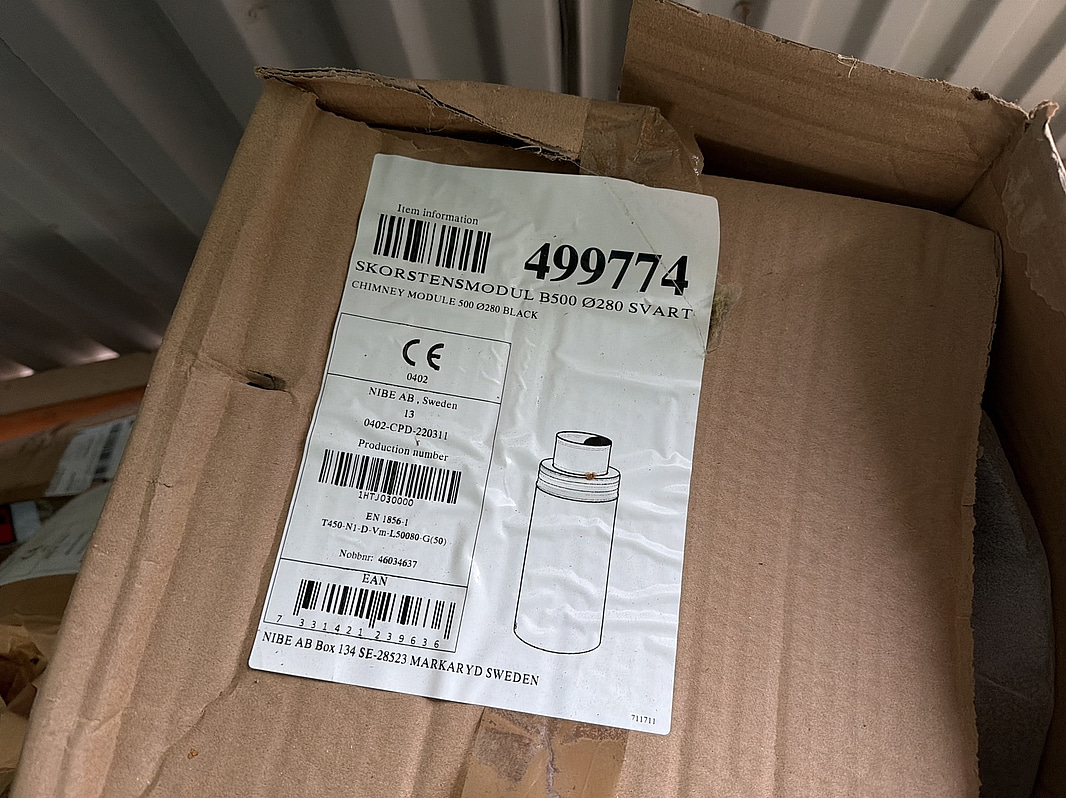 Item information
499774
SKORSTENSMODUL B500 Ø280 SVART
CHIMNEY MODULE 500 Ø280 BLACK
CE
0402
NIBE AB , Sweden
13
0402-CPD-220311
Production number
1HTJ030000
EN 1856-1
T450-N1-D-Vm-L50080-G(50)
Nobbnr: 46034637
EAN
7 331421 239636
NIBE AB Box 134 SE-28523 MARKARYD SWEDEN
711711